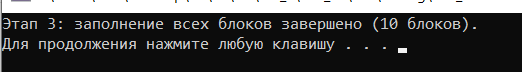 Этап 3: заполнение всех блоков завершено (10 блоков).
Для продолжения нажмите любую клавишу . . .